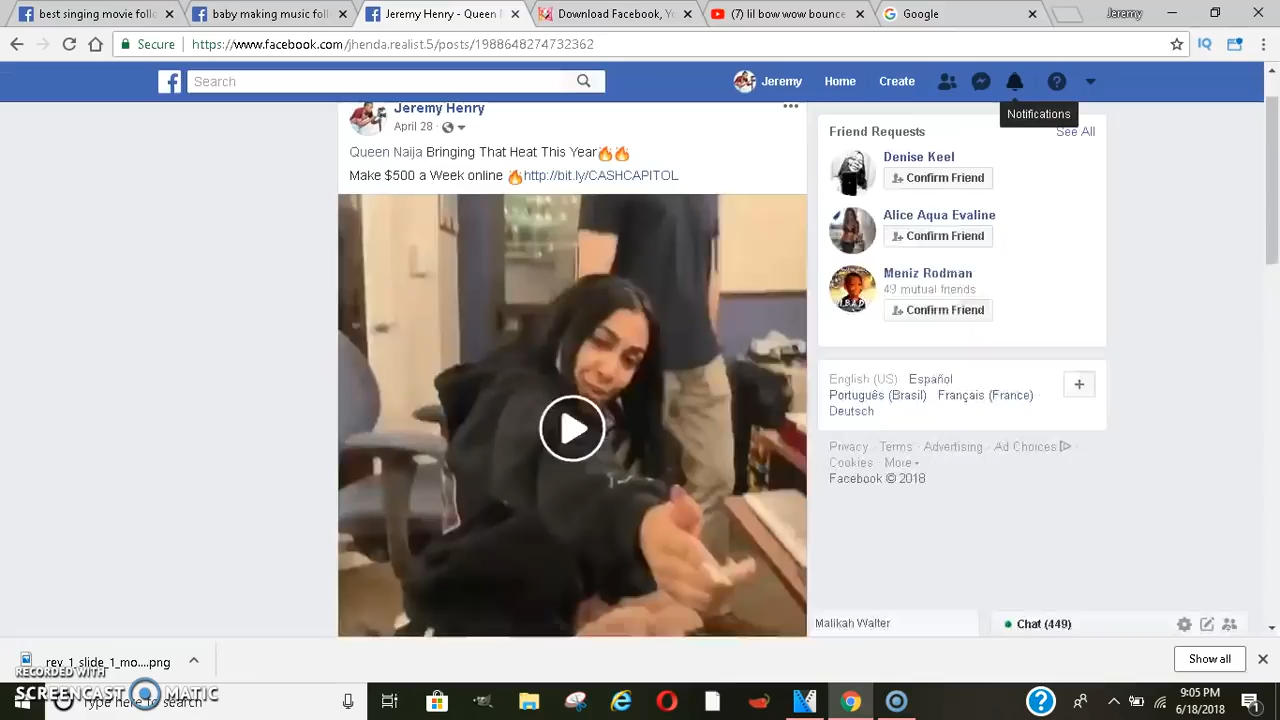 best singing movie follow
baby making music follow
Jeremy Henry - Queen N
Download Facebook, Yo
(7) lil bow wow bounce
Google
Jeremy
Secure
https://www.facebook.com/jhenda.realist.5/posts/1988648274732362
Search
Jeremy
Home
Create
Notifications
Jeremy Henry
April 28
Queen Naija Bringing That Heat This Year🔥🔥
Make $500 a Week online 🔥http://bit.ly/CASHCAPITOL
Friend Requests
See All
Denise Keel
Confirm Friend
Alice Aqua Evaline
Confirm Friend
Meniz Rodman
49 mutual friends
Confirm Friend
English (US) Español
Português (Brasil) Français (France)
Deutsch
Privacy · Terms · Advertising · Ad Choices
Cookies · More
Facebook © 2018
Malikah Walter
Chat (449)
rev_1_slide_1_mo....png
Show all
RECORDED WITH
SCREENCAST MATIC
Type here to search
9:05 PM
6/18/2018